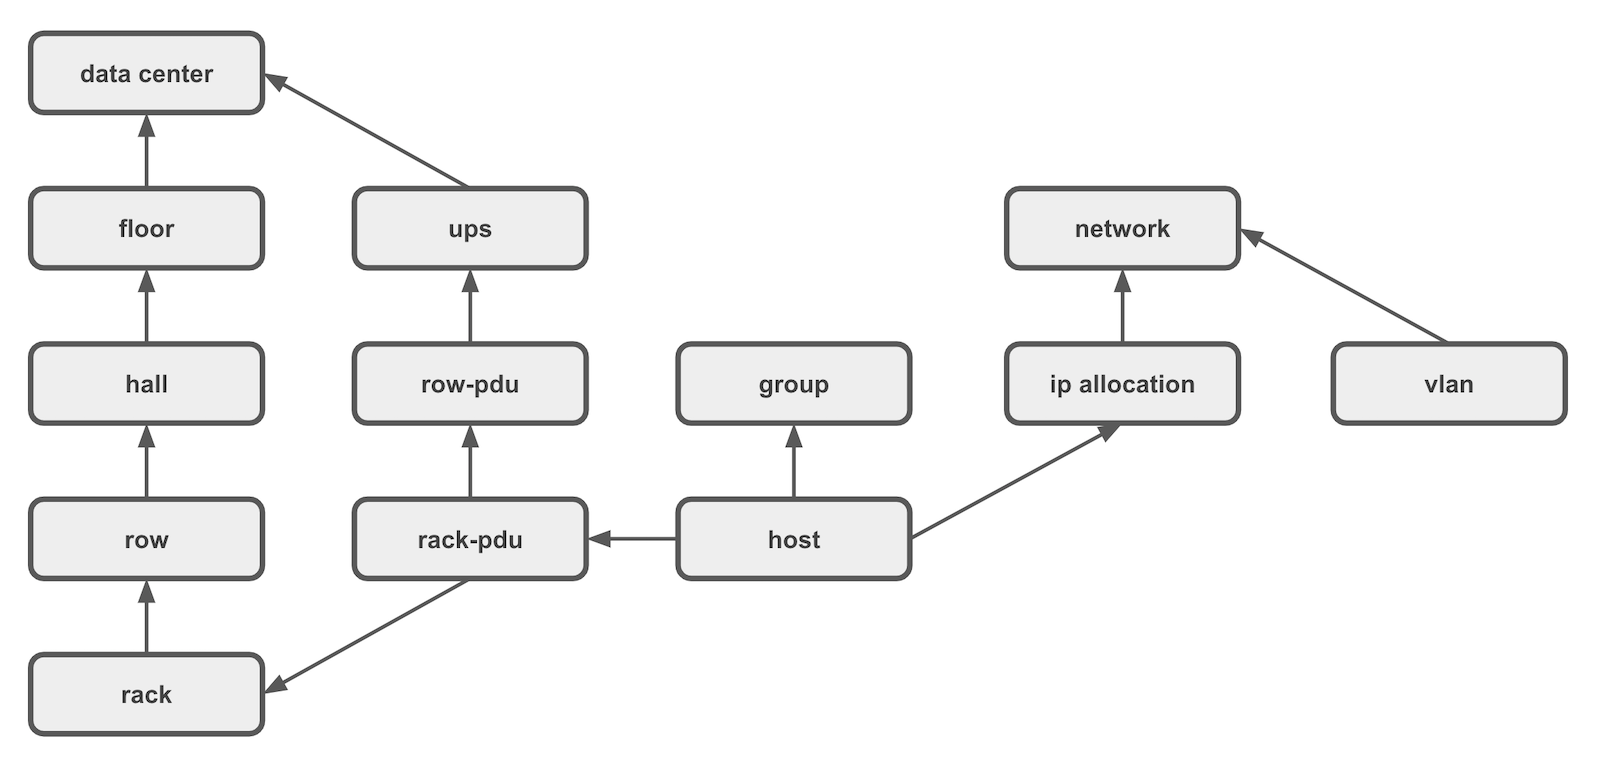 data center
floor
ups
network
hall
row-pdu
group
ip allocation
vlan
row
rack-pdu
host
rack